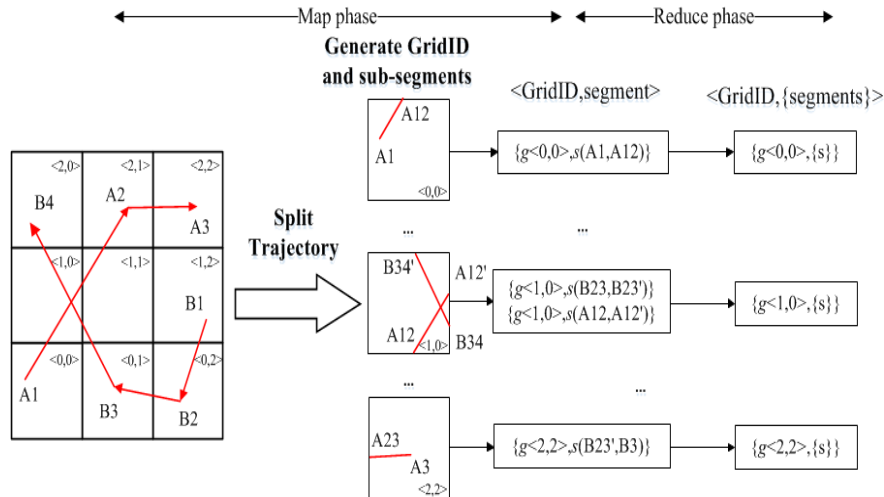 Map phase
Reduce phase
Generate GridID
and sub-segments
<GridID,segment>
<GridID,{segments}>
A12
A1
<0,0>
{g<0,0>,s(A1,A12)}
{g<0,0>,{s}}
<2,0>
<2,1>
<2,2>
B4
A2
A3
<1,0>
<1,1>
<1,2>
B1
<0,0>
<0,1>
<0,2>
A1
B3
B2
Split
Trajectory
...
...
B34'
A12'
A12
<1,0>
B34
{g<1,0>,s(B23,B23')}
{g<1,0>,s(A12,A12')}
{g<1,0>,{s}}
...
...
A23
A3
<2,2>
{g<2,2>,s(B23',B3)}
{g<2,2>,{s}}